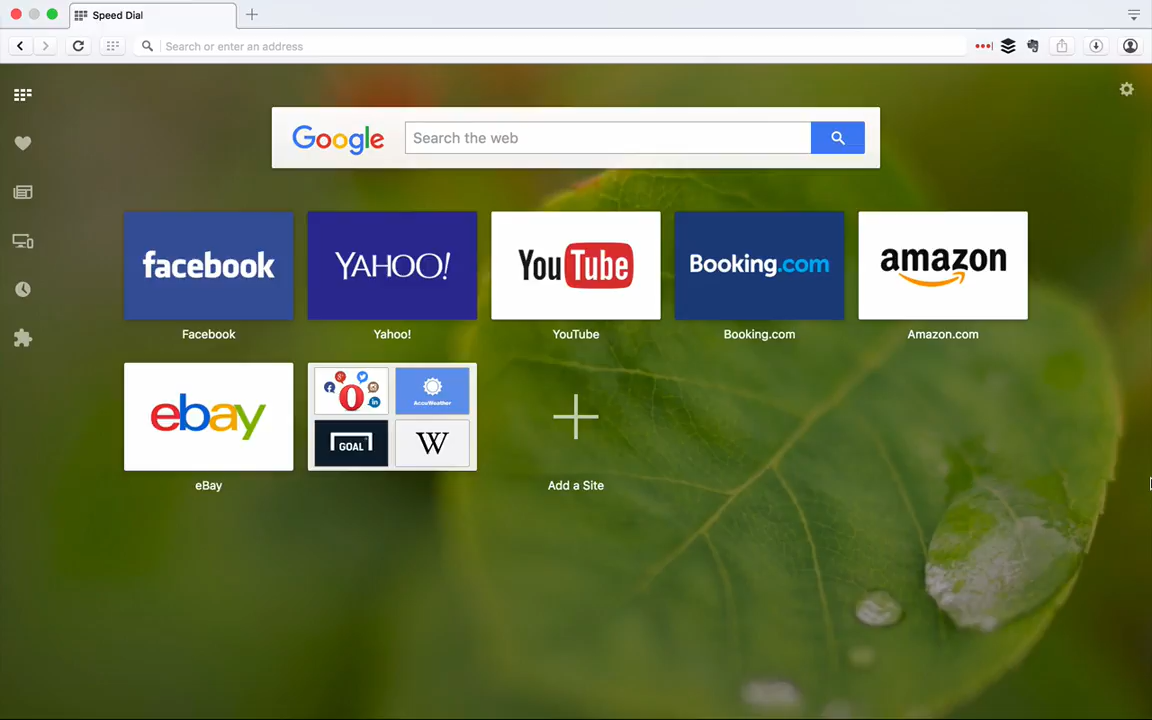 Speed Dial
Search or enter an address
Google
Search the web
facebook
YAHOO!
YouTube
Booking.com
amazon
Facebook
Yahoo!
YouTube
Booking.com
Amazon.com
ebay
AccuWeather
GOAL
W
Add a Site
eBay